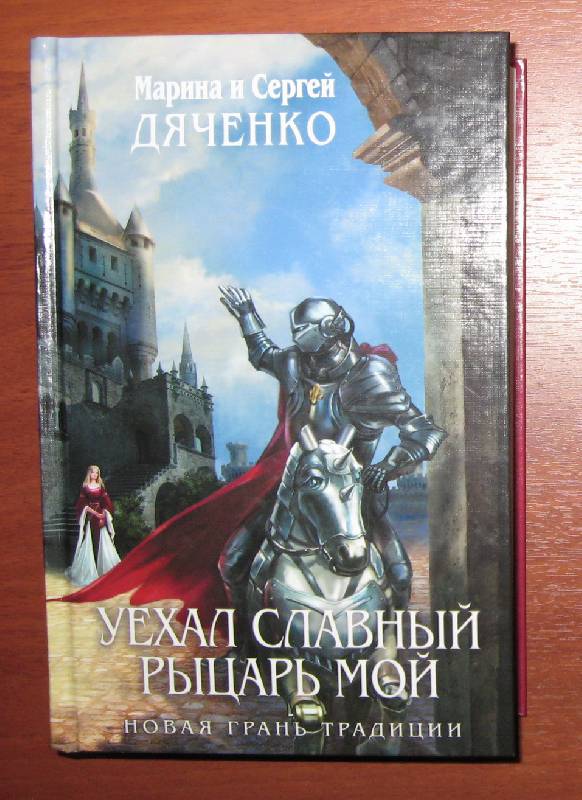 Марина и Сергей
ДЯЧЕНКО
УЕХАЛ СЛАВНЫЙ
РЫЦАРЬ МОЙ
НОВАЯ ГРАНЬ ТРАДИЦИИ